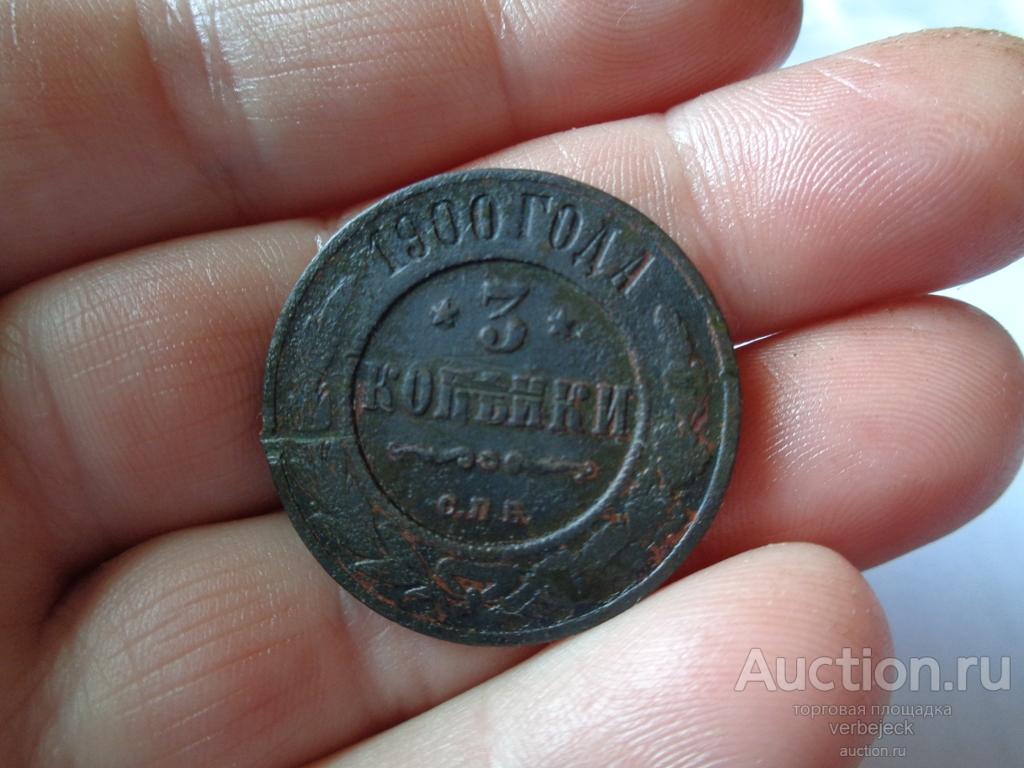 1900 ГОДА
* 3 *
КОПѢЙКИ
С.П.Б.
Auction.ru
торговая площадка
verbejeck
auction.ru